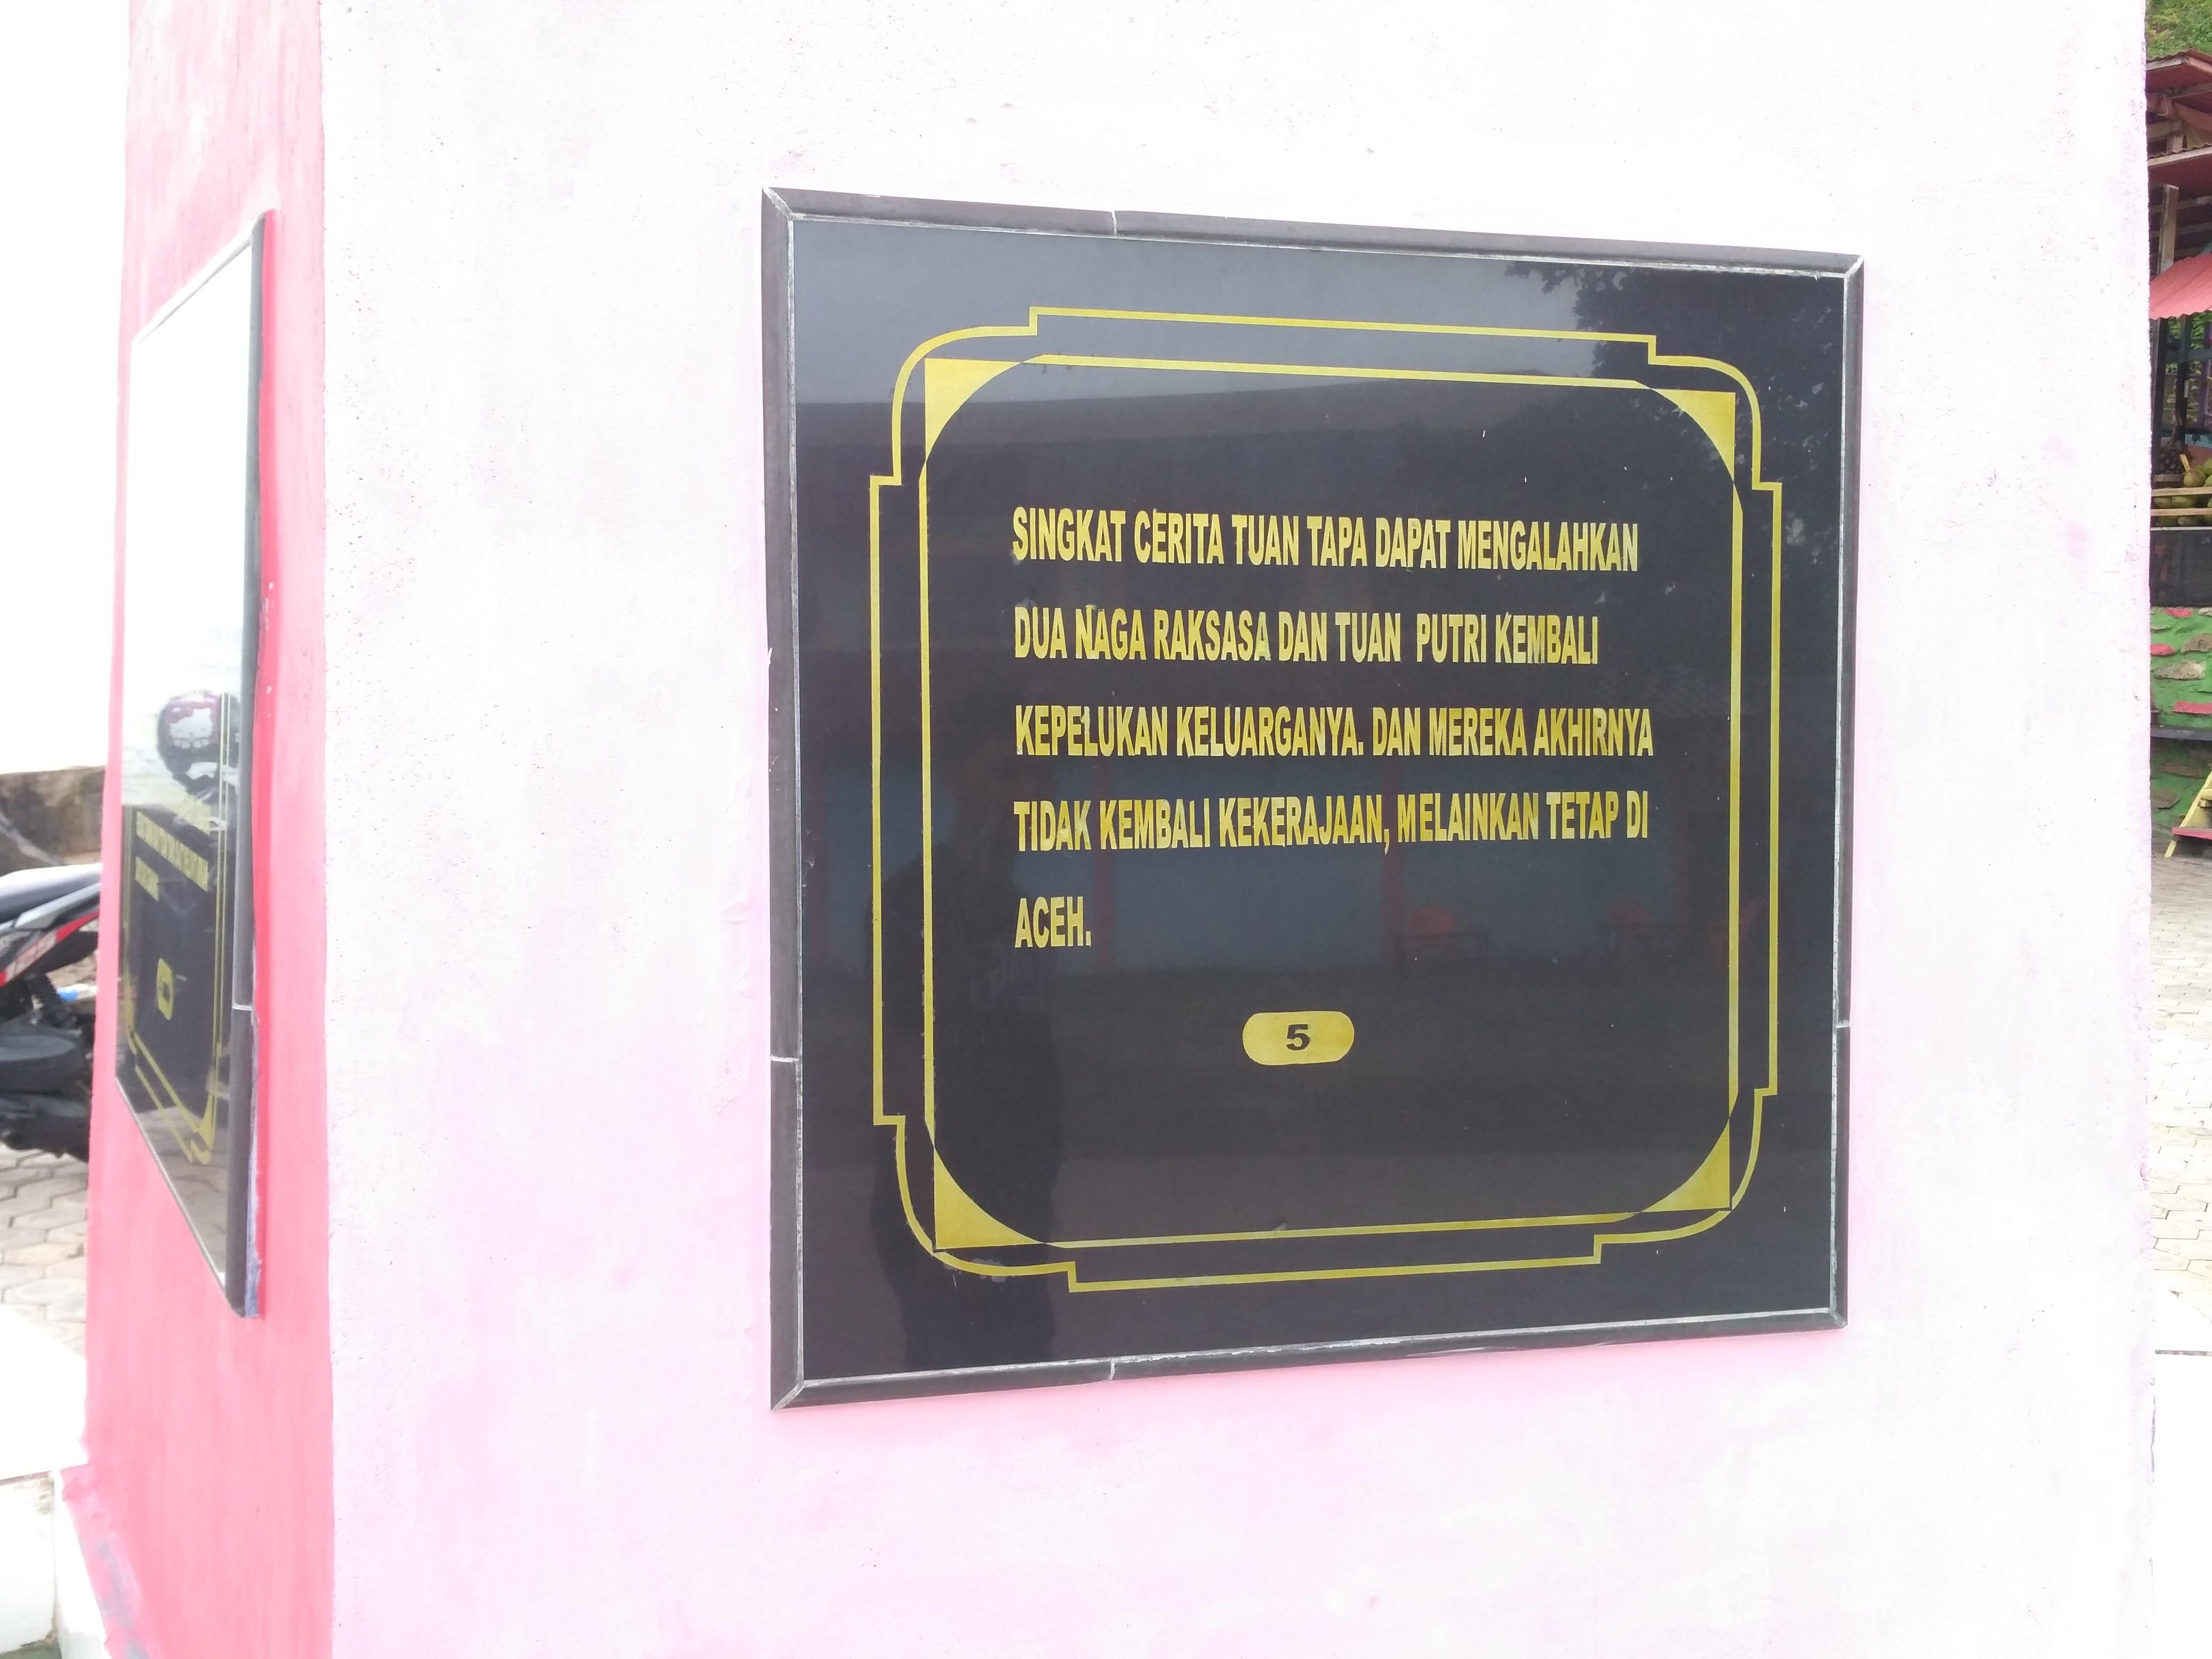 SINGKAT CERITA TUAN TAPA DAPAT MENGALAHKAN
DUA NAGA RAKSASA DAN TUAN PUTRI KEMBALI
KEPELUKAN KELUARGANYA. DAN MEREKA AKHIRNYA
TIDAK KEMBALI KEKERAJAAN, MELAINKAN TETAP DI
ACEH.
5